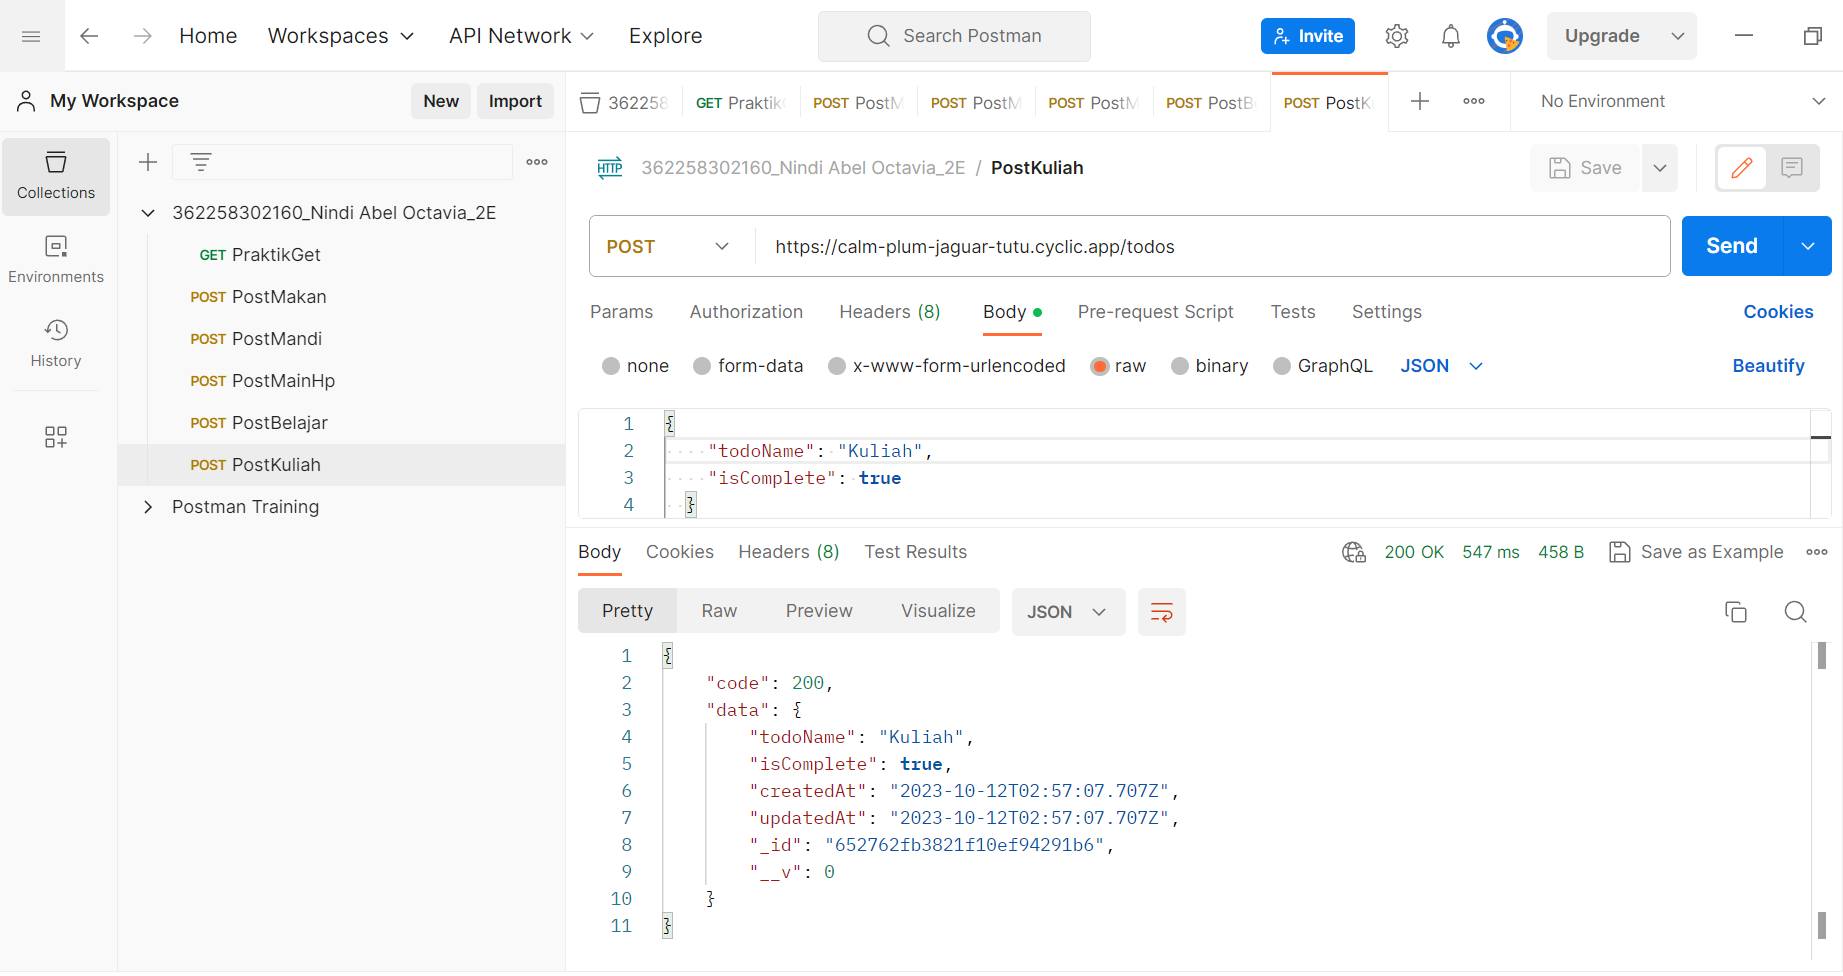 Home Workspaces API Network Explore Search Postman Invite Upgrade
My Workspace New Import
362258 GET Praktik POST PostM POST PostM POST PostM POST PostB POST PostK No Environment
Collections
Environments
History
362258302160_Nindi Abel Octavia_2E
GET PraktikGet
POST PostMakan
POST PostMandi
POST PostMainHp
POST PostBelajar
POST PostKuliah
Postman Training
HTTP 362258302160_Nindi Abel Octavia_2E / PostKuliah Save
POST https://calm-plum-jaguar-tutu.cyclic.app/todos Send
Params Authorization Headers (8) Body Pre-request Script Tests Settings Cookies
none form-data x-www-form-urlencoded raw binary GraphQL JSON Beautify
1 {
2 "todoName": "Kuliah",
3 "isComplete": true
4 }
Body Cookies Headers (8) Test Results 200 OK 547 ms 458 B Save as Example
Pretty Raw Preview Visualize JSON
1 {
2 "code": 200,
3 "data": {
4 "todoName": "Kuliah",
5 "isComplete": true,
6 "createdAt": "2023-10-12T02:57:07.707Z",
7 "updatedAt": "2023-10-12T02:57:07.707Z",
8 "_id": "652762fb3821f10ef94291b6",
9 "__v": 0
10 }
11 }